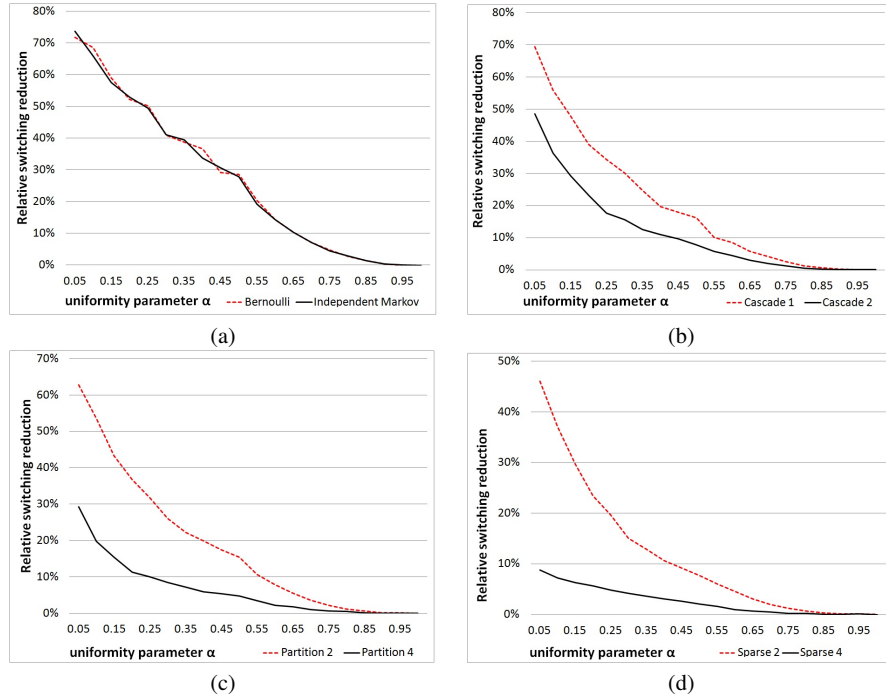 80%
70%
60%
50%
40%
30%
20%
10%
0%
Relative switching reduction
0.05 0.15 0.25 0.35 0.45 0.55 0.65 0.75 0.85 0.95
uniformity parameter α
Bernoulli
Independent Markov
(a)
80%
70%
60%
50%
40%
30%
20%
10%
0%
Relative switching reduction
0.05 0.15 0.25 0.35 0.45 0.55 0.65 0.75 0.85 0.95
uniformity parameter α
Cascade 1
Cascade 2
(b)
70%
60%
50%
40%
30%
20%
10%
0%
Relative switching reduction
0.05 0.15 0.25 0.35 0.45 0.55 0.65 0.75 0.85 0.95
uniformity parameter α
Partition 2
Partition 4
(c)
50%
40%
30%
20%
10%
0%
Relative switching reduction
0.05 0.15 0.25 0.35 0.45 0.55 0.65 0.75 0.85 0.95
uniformity parameter α
Sparse 2
Sparse 4
(d)